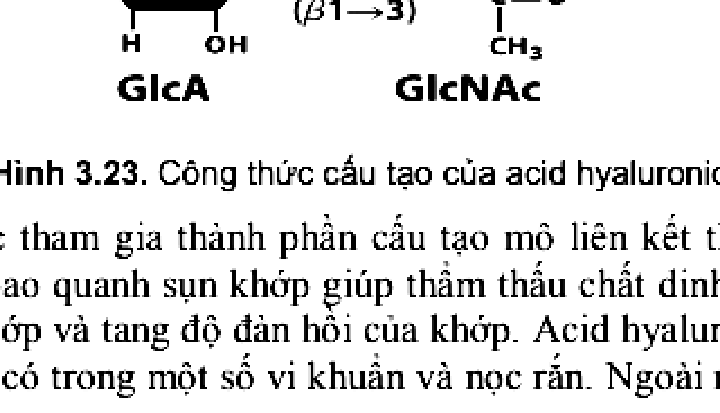 (β1→3)
H OH CH₃
GlcA GlcNAc
Hình 3.23. Công thức cấu tạo của acid hyaluronic
tham gia thành phần cấu tạo mô liên kết
bao quanh sụn khớp giúp thẩm thấu chất dinh
và tang độ đàn hồi của khớp. Acid
có trong một số vi khuẩn và nọc rắn. Ngoài